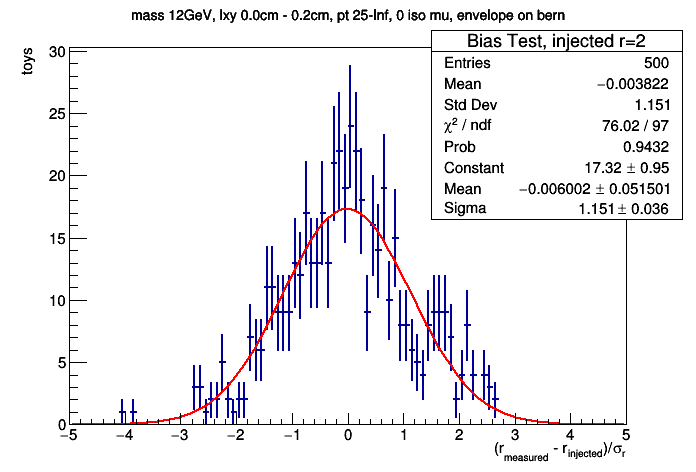 mass 12GeV, lxy 0.0cm - 0.2cm, pt 25-Inf, 0 iso mu, envelope on bern
Bias Test, injected r=2
Entries 500
Mean −0.003822
Std Dev 1.151
χ² / ndf 76.02 / 97
Prob 0.9432
Constant 17.32 ± 0.95
Mean −0.006002 ± 0.051501
Sigma 1.151 ± 0.036
toys
30
25
20
15
10
5
0
−5 −4 −3 −2 −1 0 1 2 3 4 5
(r_measured - r_injected)/σ_r